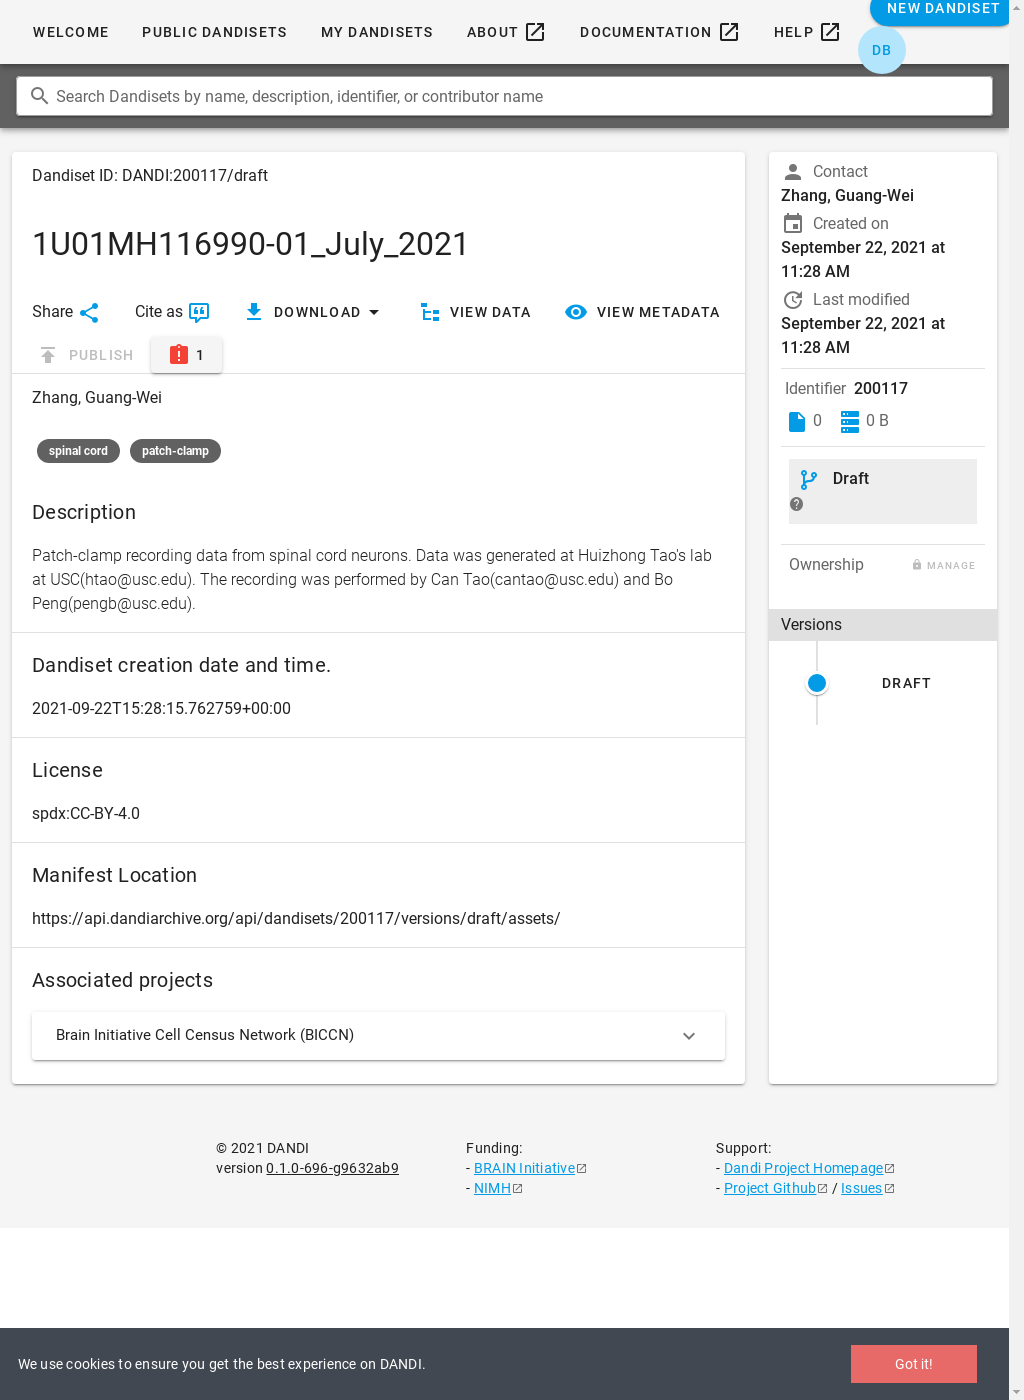 WELCOME PUBLIC DANDISETS MY DANDISETS ABOUT DOCUMENTATION HELP NEW DANDISET
DB
Search Dandisets by name, description, identifier, or contributor name
Dandiset ID: DANDI:200117/draft
1U01MH116990-01_July_2021
Share Cite as DOWNLOAD VIEW DATA VIEW METADATA
PUBLISH 1
Zhang, Guang-Wei
spinal cord patch-clamp
Description
Patch-clamp recording data from spinal cord neurons. Data was generated at Huizhong Tao's lab
at USC(htao@usc.edu). The recording was performed by Can Tao(cantao@usc.edu) and Bo
Peng(pengb@usc.edu).
Dandiset creation date and time.
2021-09-22T15:28:15.762759+00:00
License
spdx:CC-BY-4.0
Manifest Location
https://api.dandiarchive.org/api/dandisets/200117/versions/draft/assets/
Associated projects
Brain Initiative Cell Census Network (BICCN)
Contact
Zhang, Guang-Wei
Created on
September 22, 2021 at
11:28 AM
Last modified
September 22, 2021 at
11:28 AM
Identifier 200117
0 0 B
Draft
Ownership MANAGE
Versions
DRAFT
© 2021 DANDI
version 0.1.0-696-g9632ab9
Funding:
- BRAIN Initiative
- NIMH
Support:
- Dandi Project Homepage
- Project Github / Issues
We use cookies to ensure you get the best experience on DANDI.
Got it!